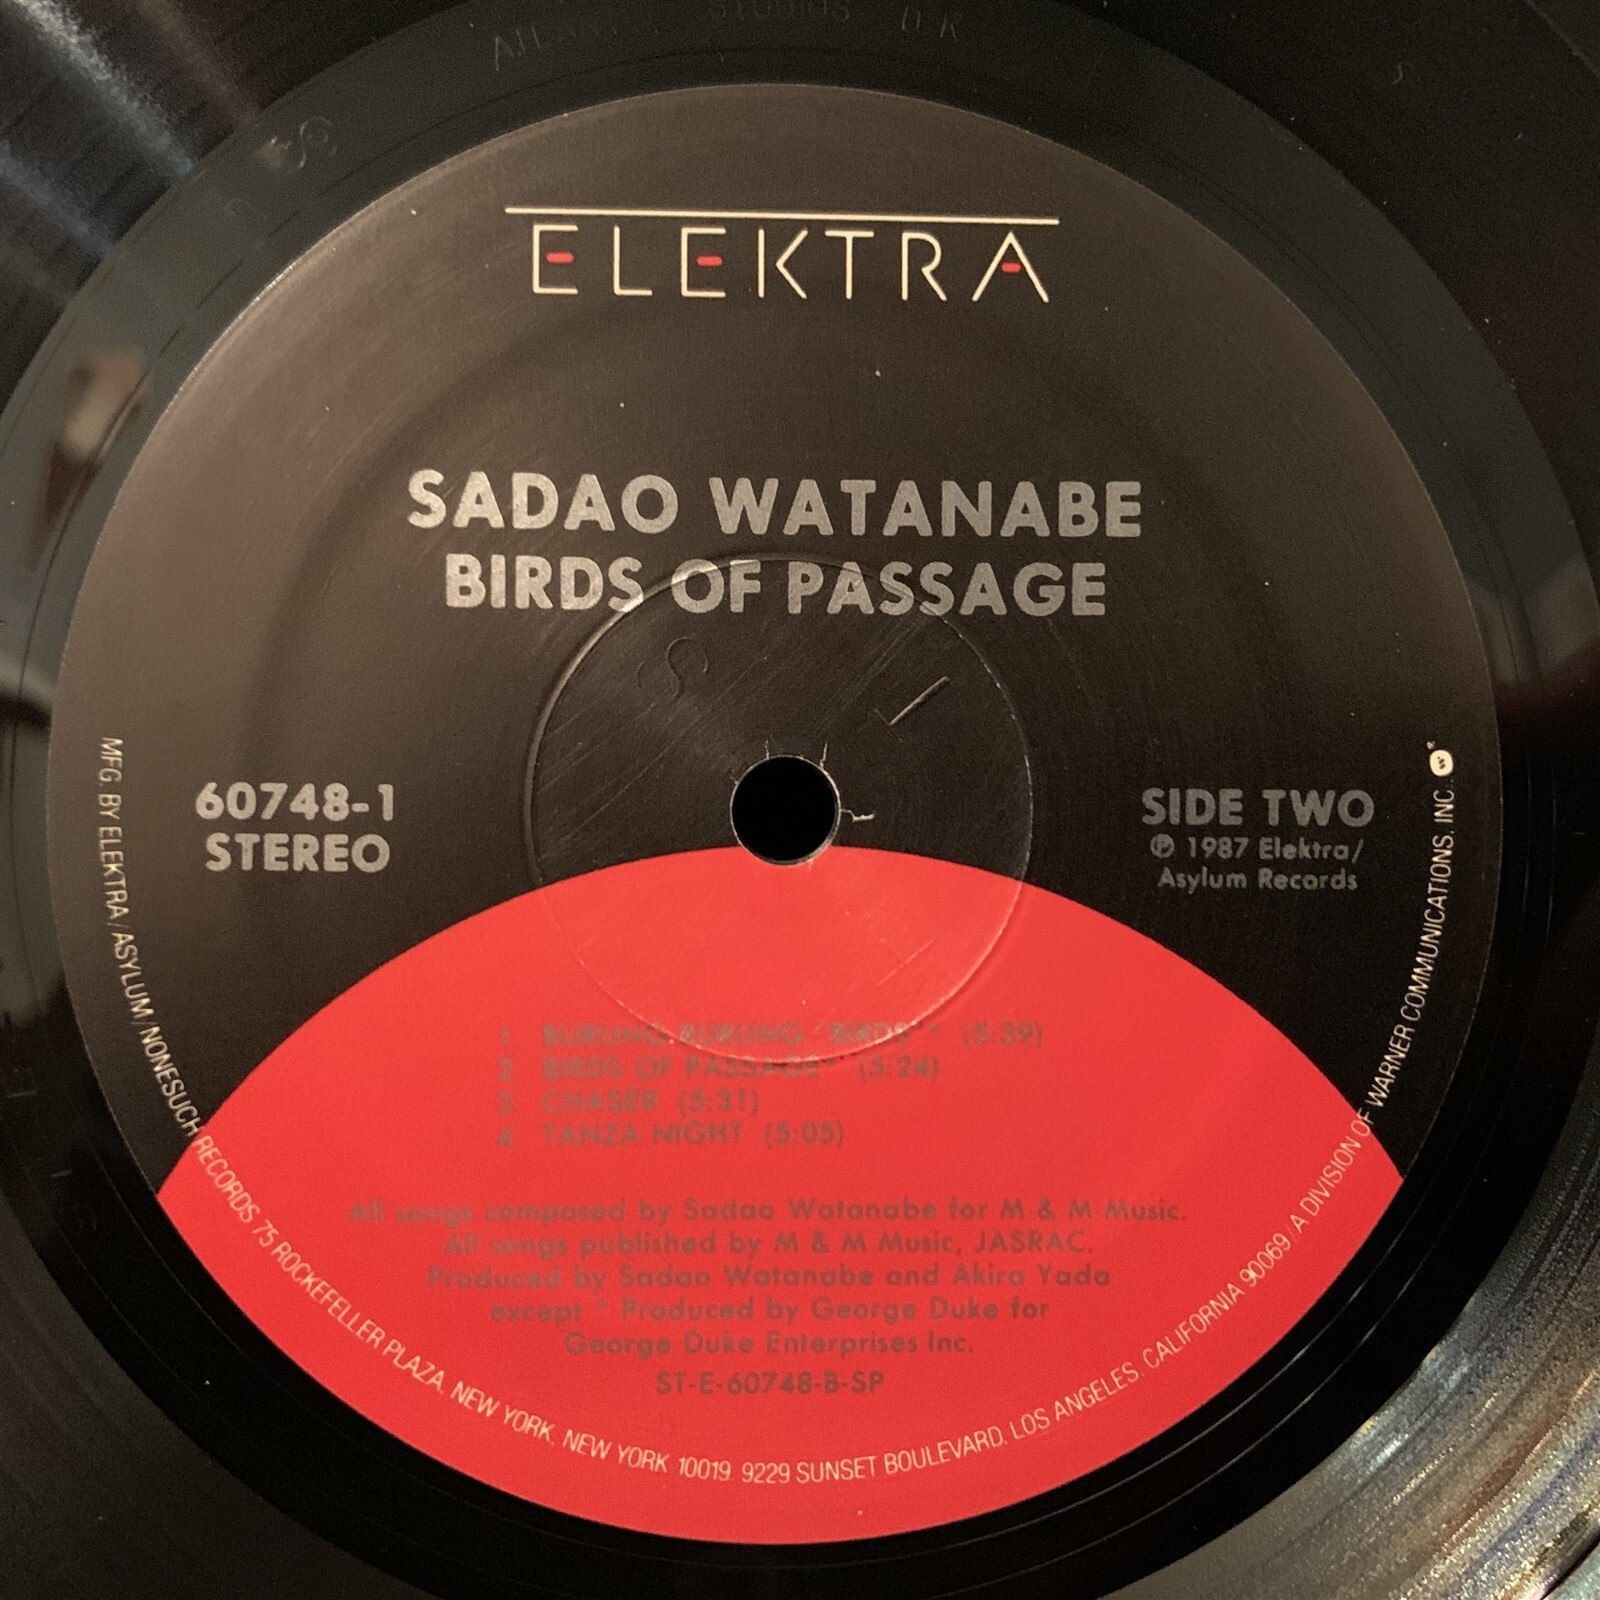 STUDIOS DK
ELEKTRA
SADAO WATANABE
BIRDS OF PASSAGE
60748-1
STEREO
SIDE TWO
℗ 1987 Elektra/
Asylum Records
1. BURUNG BURUNG "BIRDS"* (5:39)
2. BIRDS OF PASSAGE* (5:24)
3. CHASER (5:31)
4. TANZA NIGHT (5:05)
All songs composed by Sadao Watanabe for M & M Music.
All songs published by M & M Music, JASRAC.
Produced by Sadao Watanabe and Akira Yada
except * Produced by George Duke for
George Duke Enterprises Inc.
ST-E-60748-B-SP
MFG. BY ELEKTRA/ASYLUM/NONESUCH RECORDS 75 ROCKEFELLER PLAZA, NEW YORK, NEW YORK 10019. 9229 SUNSET BOULEVARD, LOS ANGELES, CALIFORNIA 90069 / A DIVISION OF WARNER COMMUNICATIONS, INC.